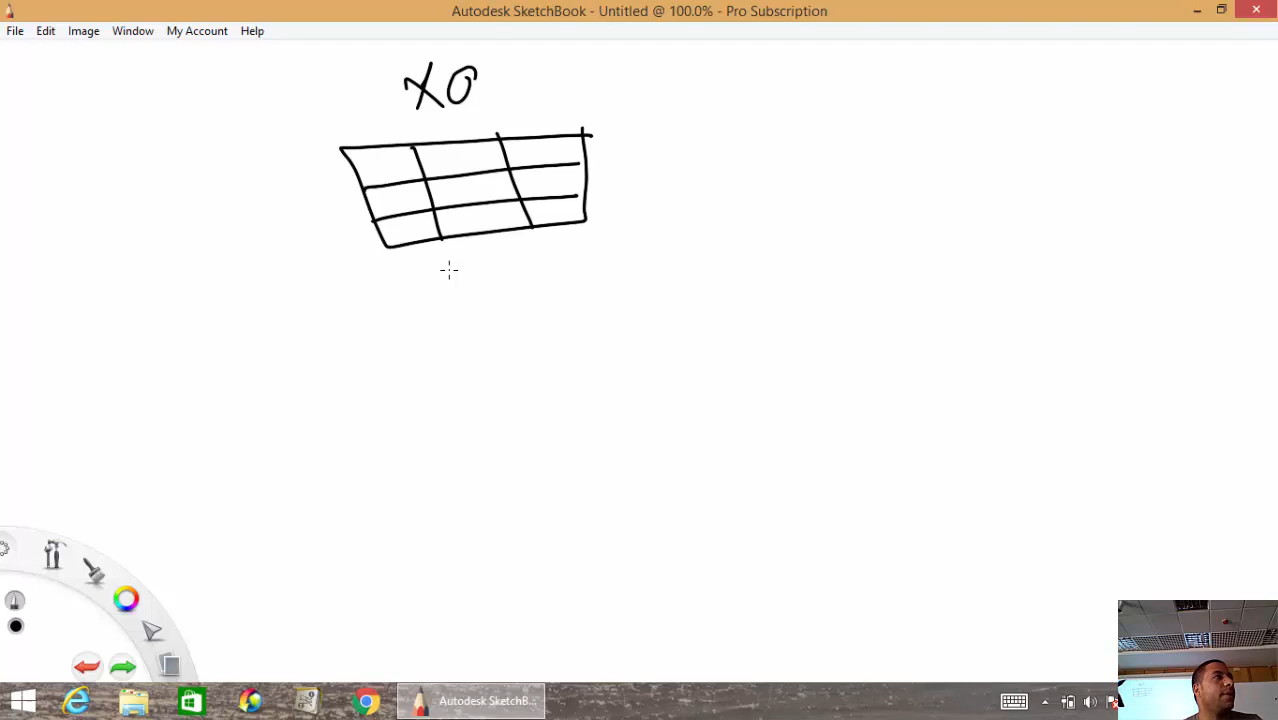 Autodesk SketchBook - Untitled @ 100.0% - Pro Subscription
File Edit Image Window My Account Help
XO
Autodesk SketchB...